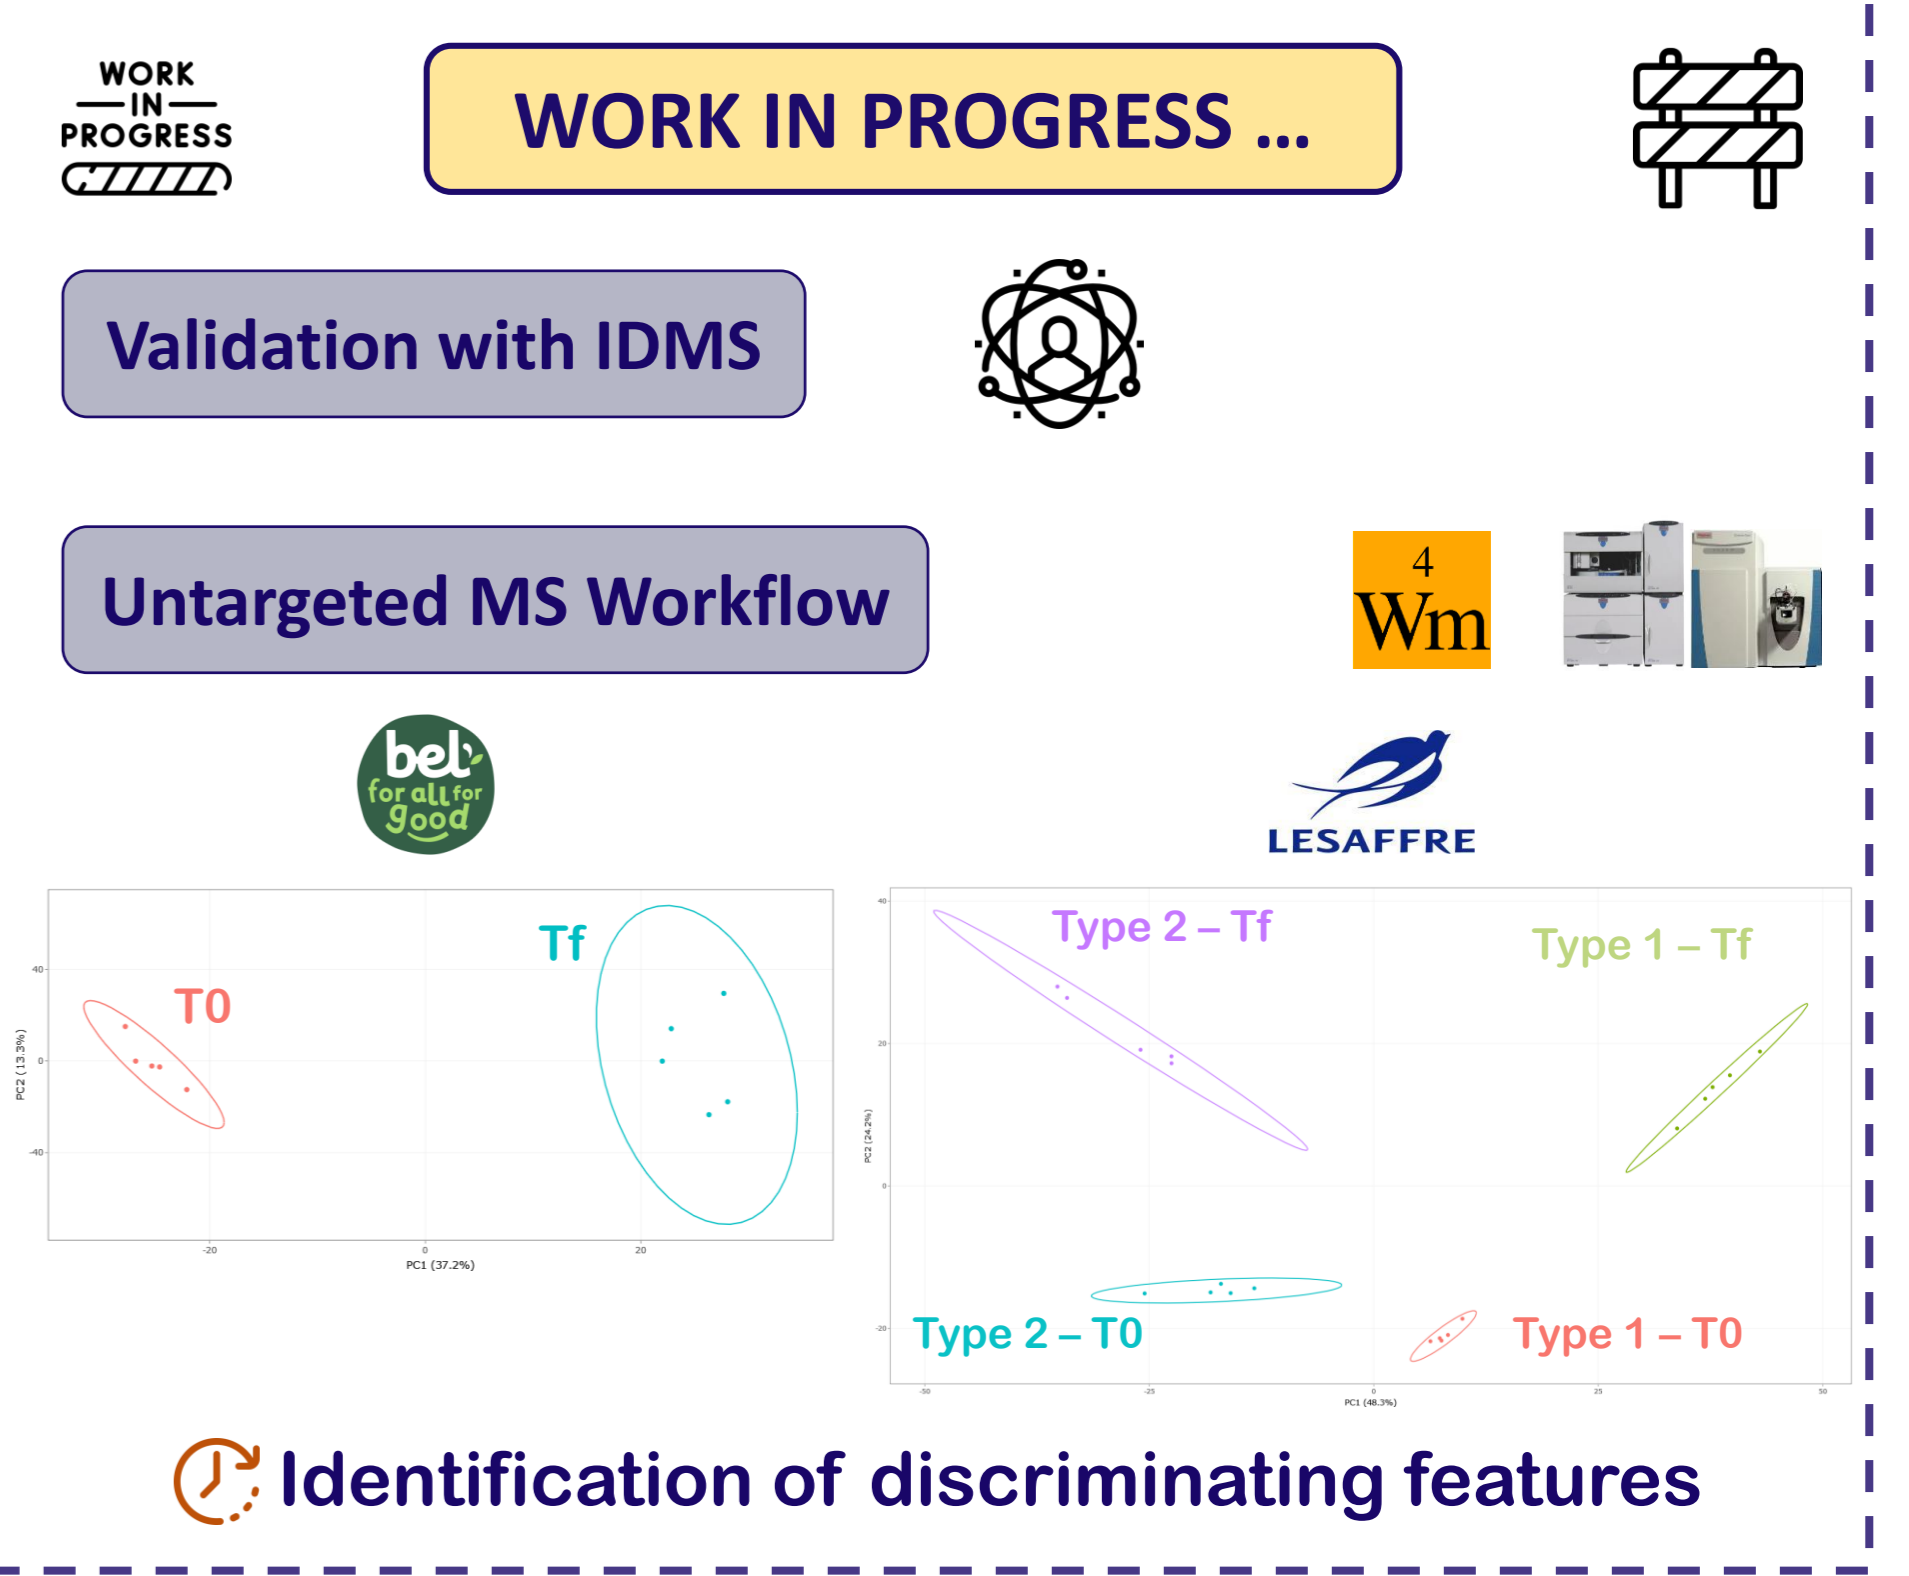 WORK
IN
PROGRESS
WORK IN PROGRESS ...
Validation with IDMS
Untargeted MS Workflow
4
Wm
bel
for all for
good
LESAFFRE
Tf
T0
40
0
-40
PC2 (13.3%)
-20
0
20
PC1 (37.2%)
Type 2 – Tf
Type 1 – Tf
40
20
0
-20
PC2 (24.2%)
Type 2 – T0
Type 1 – T0
-50
-25
0
25
50
PC1 (48.3%)
Identification of discriminating features